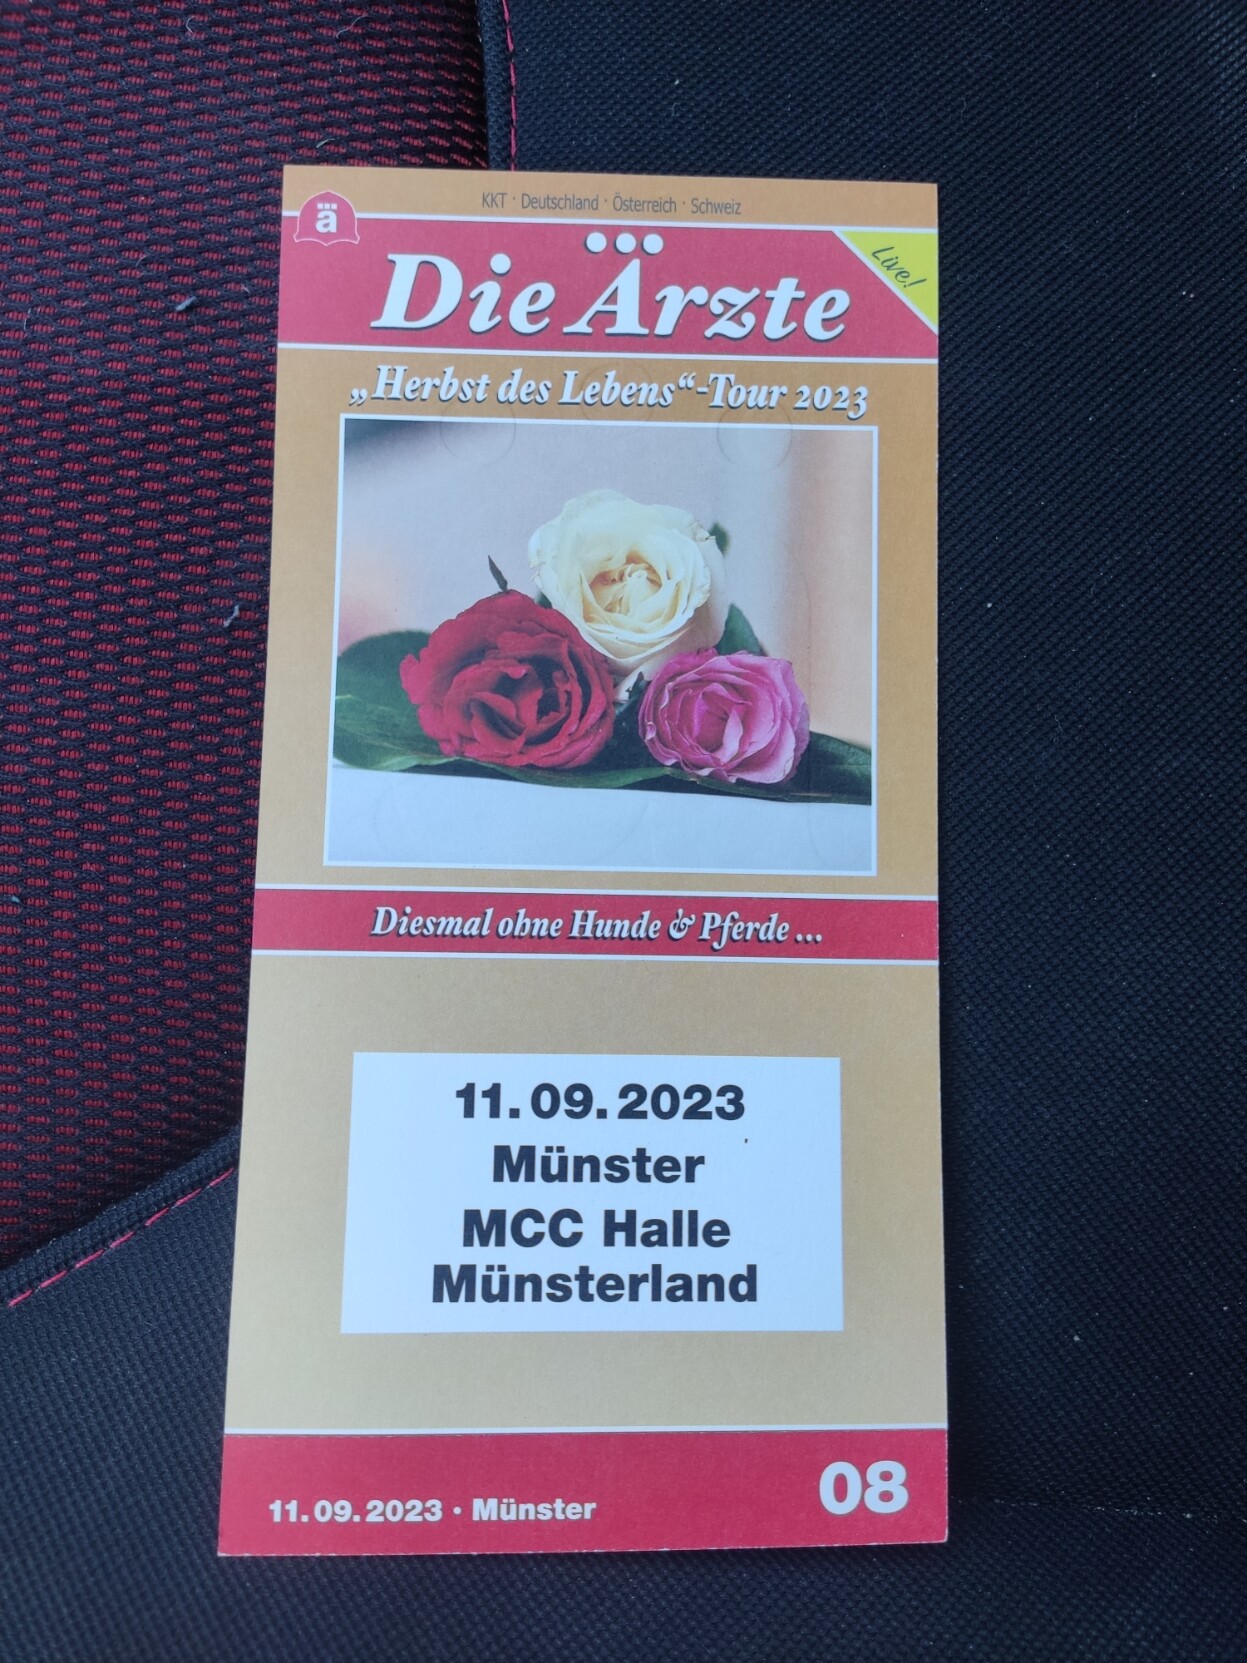 KKT · Deutschland · Österreich · Schweiz
ä
Die Ärzte
Live!
„Herbst des Lebens“-Tour 2023
Diesmal ohne Hunde & Pferde ...
11.09.2023
Münster
MCC Halle
Münsterland
11.09.2023 · Münster
08